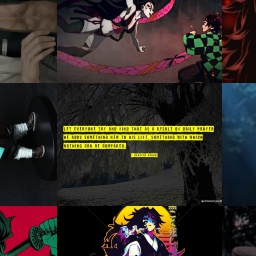 LET EVERYONE TRY AND FIND THAT AS A RESULT OF DAILY PRAYER
HE ADDS SOMETHING NEW TO HIS LIFE, SOMETHING WITH WHICH
NOTHING CAN BE COMPARED.